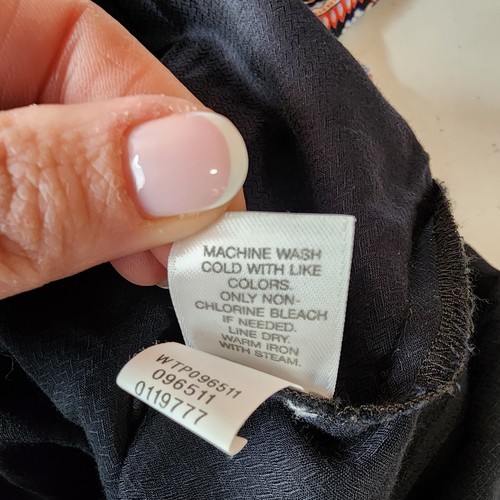 MACHINE WASH
COLD WITH LIKE
COLORS.
ONLY NON-
CHLORINE BLEACH
IF NEEDED.
LINE DRY.
WARM IRON
WITH STEAM.
WTP096511
096511
0119777